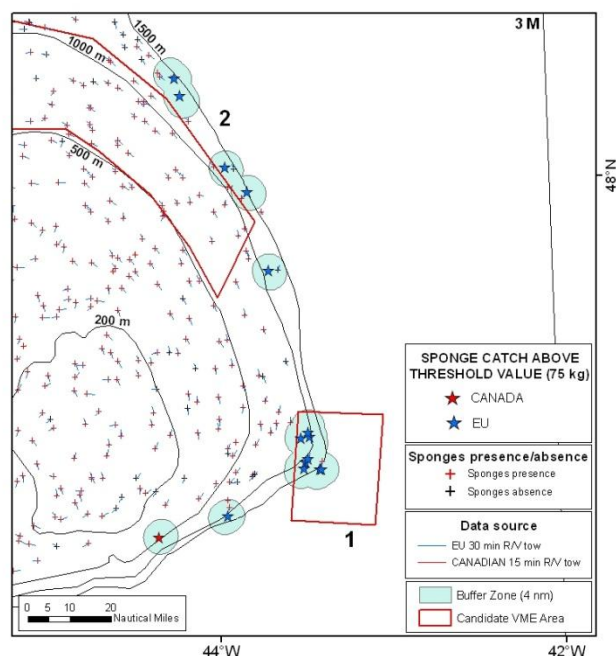 3 M
1500 m
1000 m
2
500 m
48°N
200 m
SPONGE CATCH ABOVE
THRESHOLD VALUE (75 kg)
CANADA
EU
Sponges presence/absence
Sponges presence
Sponges absence
Data source
EU 30 min R/V tow
CANADIAN 15 min R/V tow
Buffer Zone (4 nm)
Candidate VME Area
1
0 5 10 20
Nautical Miles
44°W
42°W